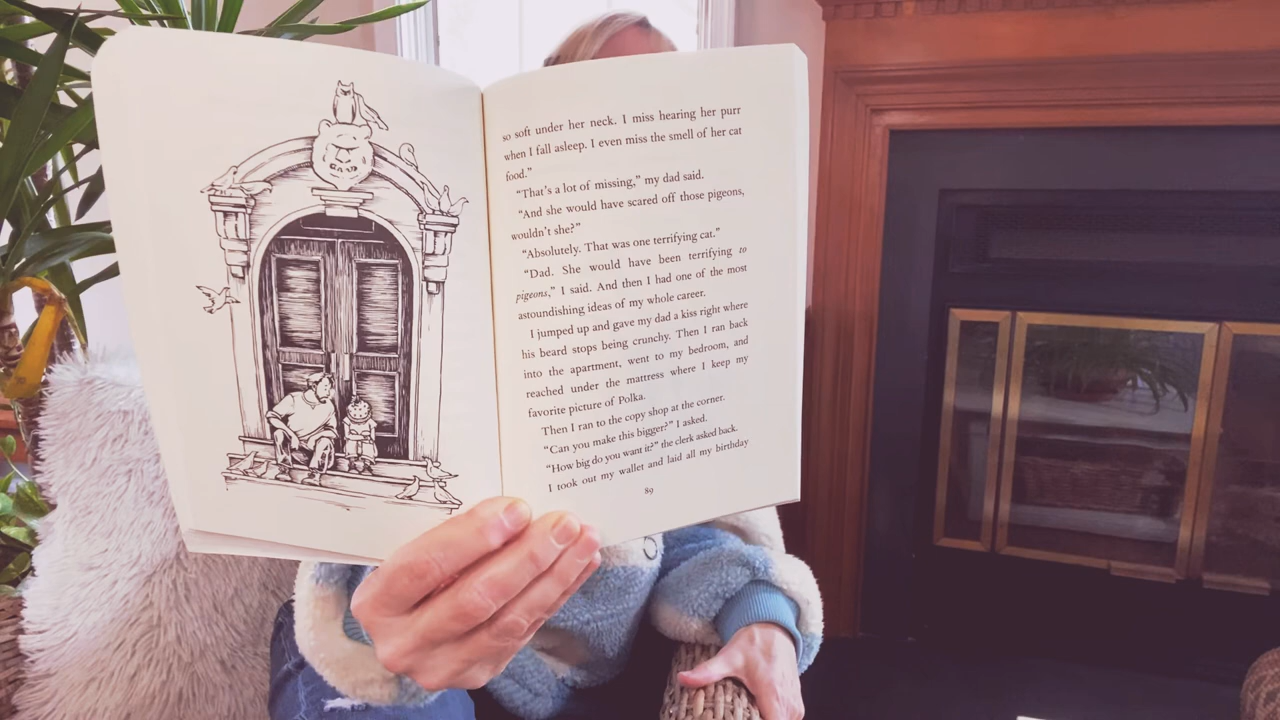 so soft under her neck. I miss hearing her purr
when I fall asleep. I even miss the smell of her cat
food.”
“That’s a lot of missing,” my dad said.
“And she would have scared off those pigeons,
wouldn’t she?”
“Absolutely. That was one terrifying cat.”
“Dad. She would have been terrifying to
pigeons,” I said. And then I had one of the most
astoundishing ideas of my whole career.
I jumped up and gave my dad a kiss right where
his beard stops being crunchy. Then I ran back
into the apartment, went to my bedroom, and
reached under the mattress where I keep my
favorite picture of Polka.
Then I ran to the copy shop at the corner.
“Can you make this bigger?” I asked.
“How big do you want it?” the clerk asked back.
I took out my wallet and laid all my birthday
89